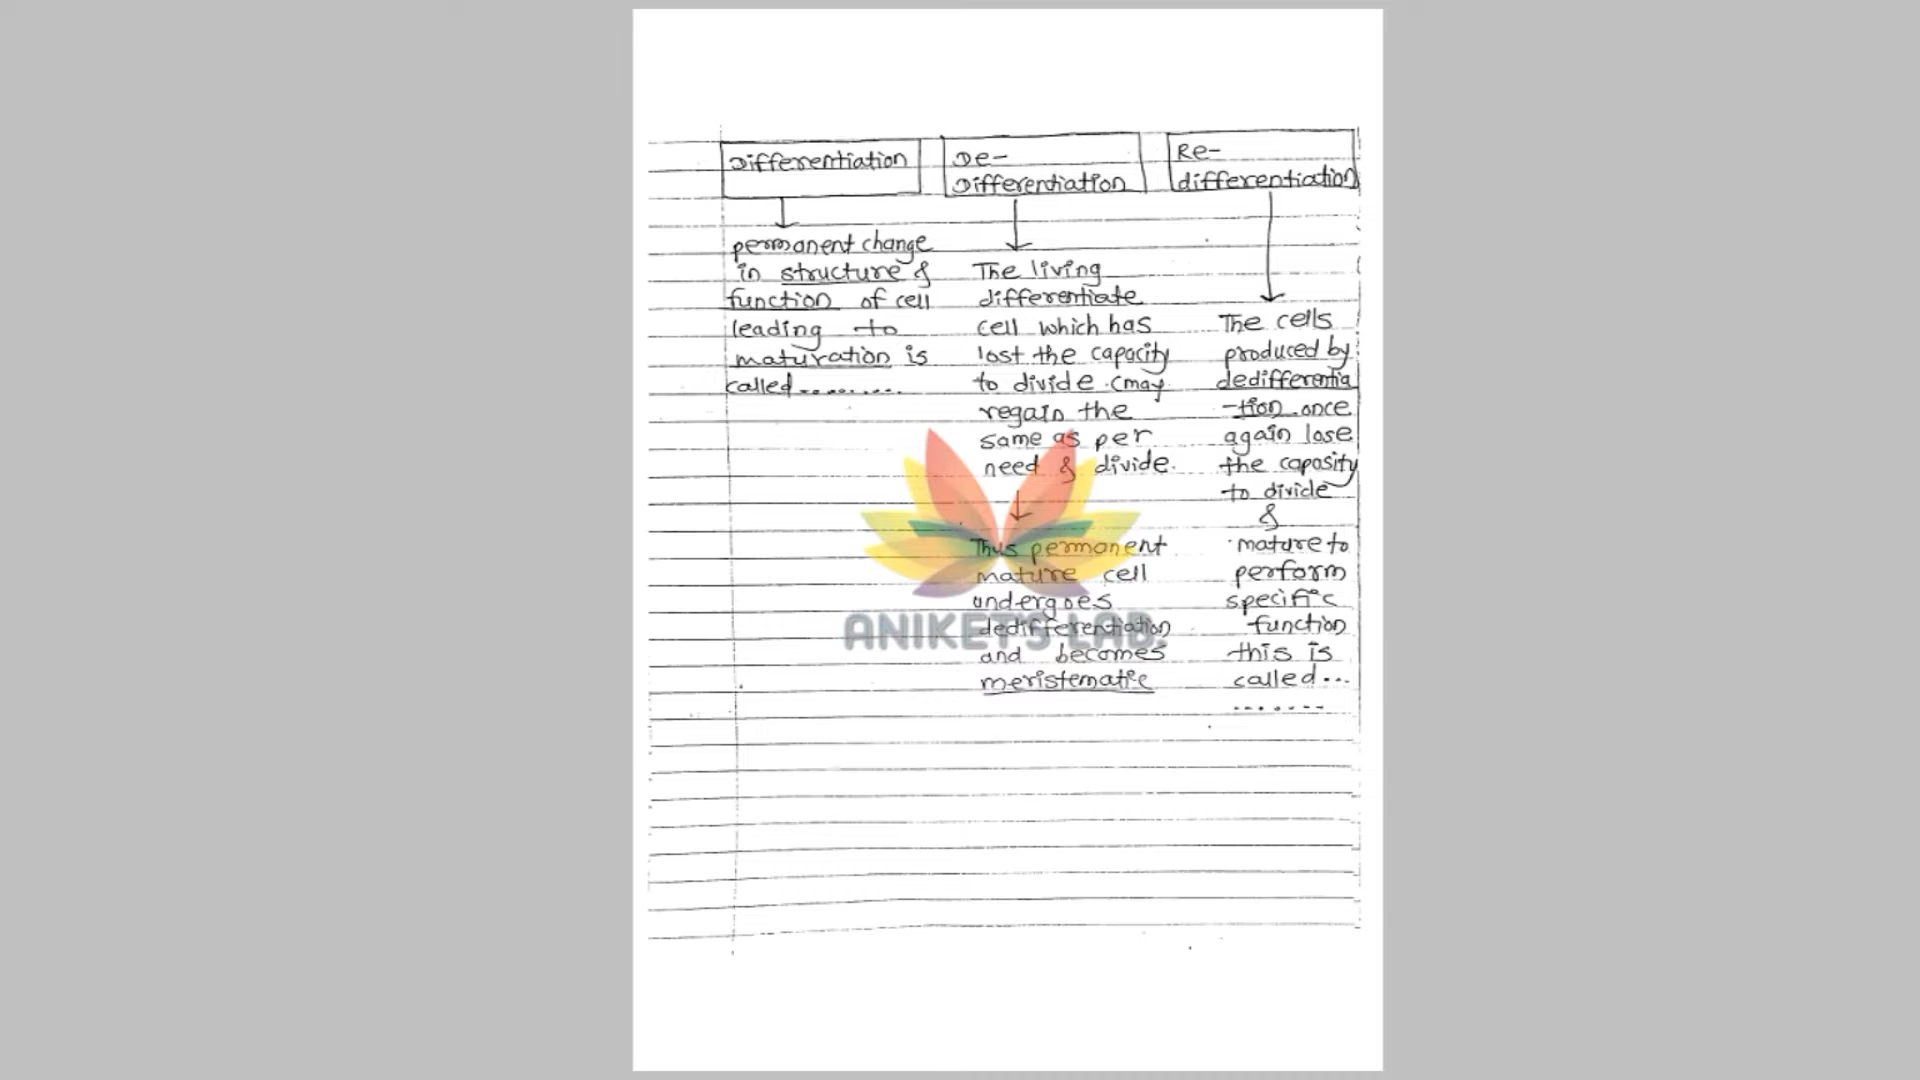 Differentiation
permanent change
in structure &
function of cell
leading to
maturation is
called..........
De-
Differentiation
The living
differentiate
cell which has
lost the capacity
to divide. (may
regain the
same as per
need & divide.
Thus permanent
mature cell
undergoes
dedifferentiation
and becomes
meristematic
Re-
differentiation
The cells
produced by
dedifferentia
-tion once
again lose
the capasity
to divide
&
mature to
perform
specific
function
this is
called...
.......
ANIKET'S LAB.